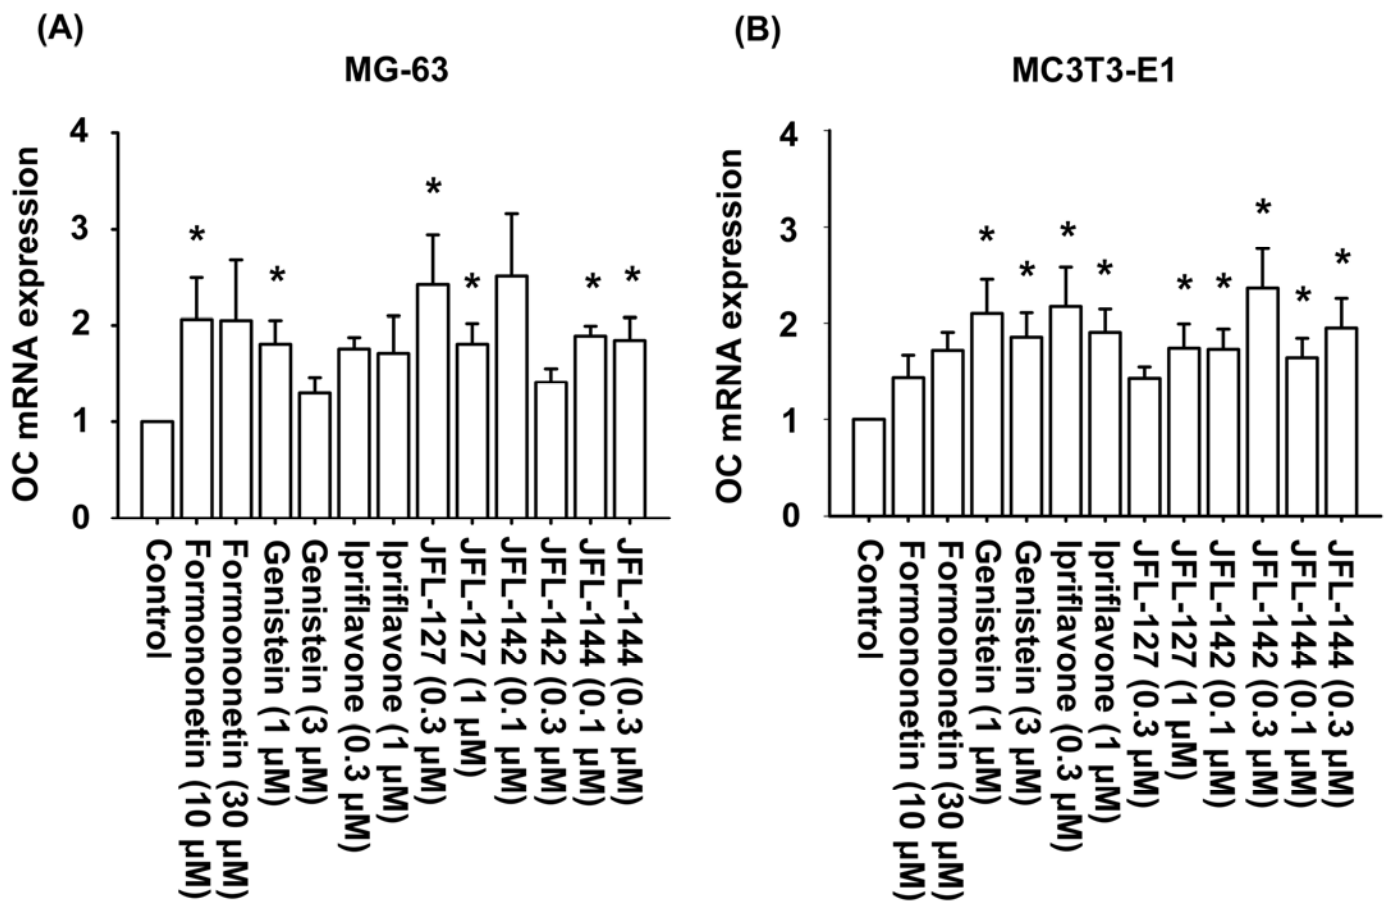 (A)
MG-63
OC mRNA expression
4
3
2
1
0
*
*
*
*
*
*
Control
Formononetin (10 μM)
Formononetin (30 μM)
Genistein (1 μM)
Genistein (3 μM)
Ipriflavone (0.3 μM)
Ipriflavone (1 μM)
JFL-127 (0.3 μM)
JFL-127 (1 μM)
JFL-142 (0.1 μM)
JFL-142 (0.3 μM)
JFL-144 (0.1 μM)
JFL-144 (0.3 μM)
(B)
MC3T3-E1
OC mRNA expression
4
3
2
1
0
*
*
*
*
*
*
*
*
*
Control
Formononetin (10 μM)
Formononetin (30 μM)
Genistein (1 μM)
Genistein (3 μM)
Ipriflavone (0.3 μM)
Ipriflavone (1 μM)
JFL-127 (0.3 μM)
JFL-127 (1 μM)
JFL-142 (0.1 μM)
JFL-142 (0.3 μM)
JFL-144 (0.1 μM)
JFL-144 (0.3 μM)